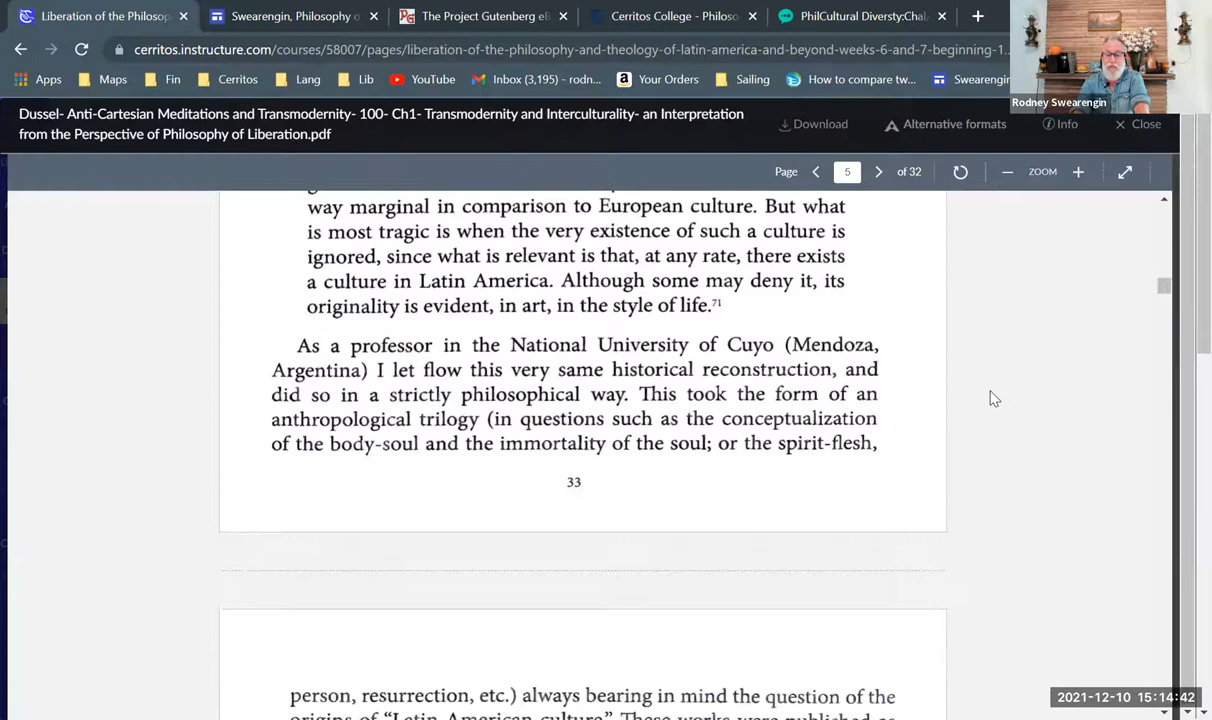 Liberation of the Philosop
Swearengin, Philosophy o
The Project Gutenberg eB
Cerritos College - Philoso
PhilCultural Diversty:Chal
cerritos.instructure.com/courses/58007/pages/liberation-of-the-philosophy-and-theology-of-latin-america-and-beyond-weeks-6-and-7-beginning-1...
Apps
Maps
Fin
Cerritos
Lang
Lib
YouTube
Inbox (3,195) - rodn...
Your Orders
Sailing
How to compare tw...
Swearengin
Rodney Swearengin
Dussel- Anti-Cartesian Meditations and Transmodernity- 100- Ch1- Transmodernity and Interculturality- an Interpretation
from the Perspective of Philosophy of Liberation.pdf
Download
Alternative formats
Info
Close
Page
5
of 32
ZOOM
way marginal in comparison to European culture. But what
is most tragic is when the very existence of such a culture is
ignored, since what is relevant is that, at any rate, there exists
a culture in Latin America. Although some may deny it, its
originality is evident, in art, in the style of life.71
As a professor in the National University of Cuyo (Mendoza,
Argentina) I let flow this very same historical reconstruction, and
did so in a strictly philosophical way. This took the form of an
anthropological trilogy (in questions such as the conceptualization
of the body-soul and the immortality of the soul; or the spirit-flesh,
33
person, resurrection, etc.) always bearing in mind the question of the
origins of "Latin American culture." These works were published as
2021-12-10 15:14:42